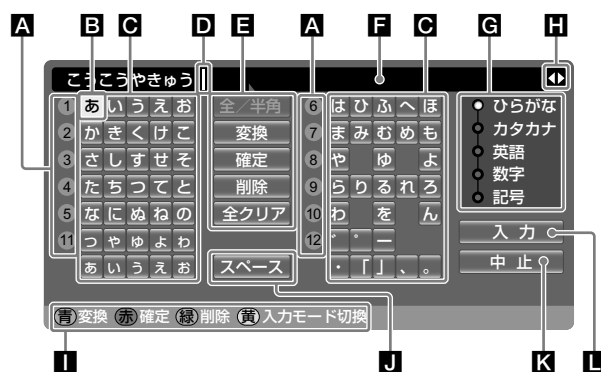 A B C D E A F C G H
こうこうやきゅう
1 あ い う え お 全／半角 6 は ひ ふ へ ほ ひらがな
2 か き く け こ 変換 7 ま み む め も カタカナ
3 さ し す せ そ 確定 8 や ゆ よ 英語
4 た ち つ て と 削除 9 ら り る れ ろ 数字
5 な に ぬ ね の 全クリア 10 わ を ん 記号
11 っ ゃ ゅ ょ ゎ 12 ゛ ゜ ー 入力
ぁ ぃ ぅ ぇ ぉ スペース ・ 「 」 、 。 中止
青 変換 赤 確定 緑 削除 黄 入力モード切換
I J K L